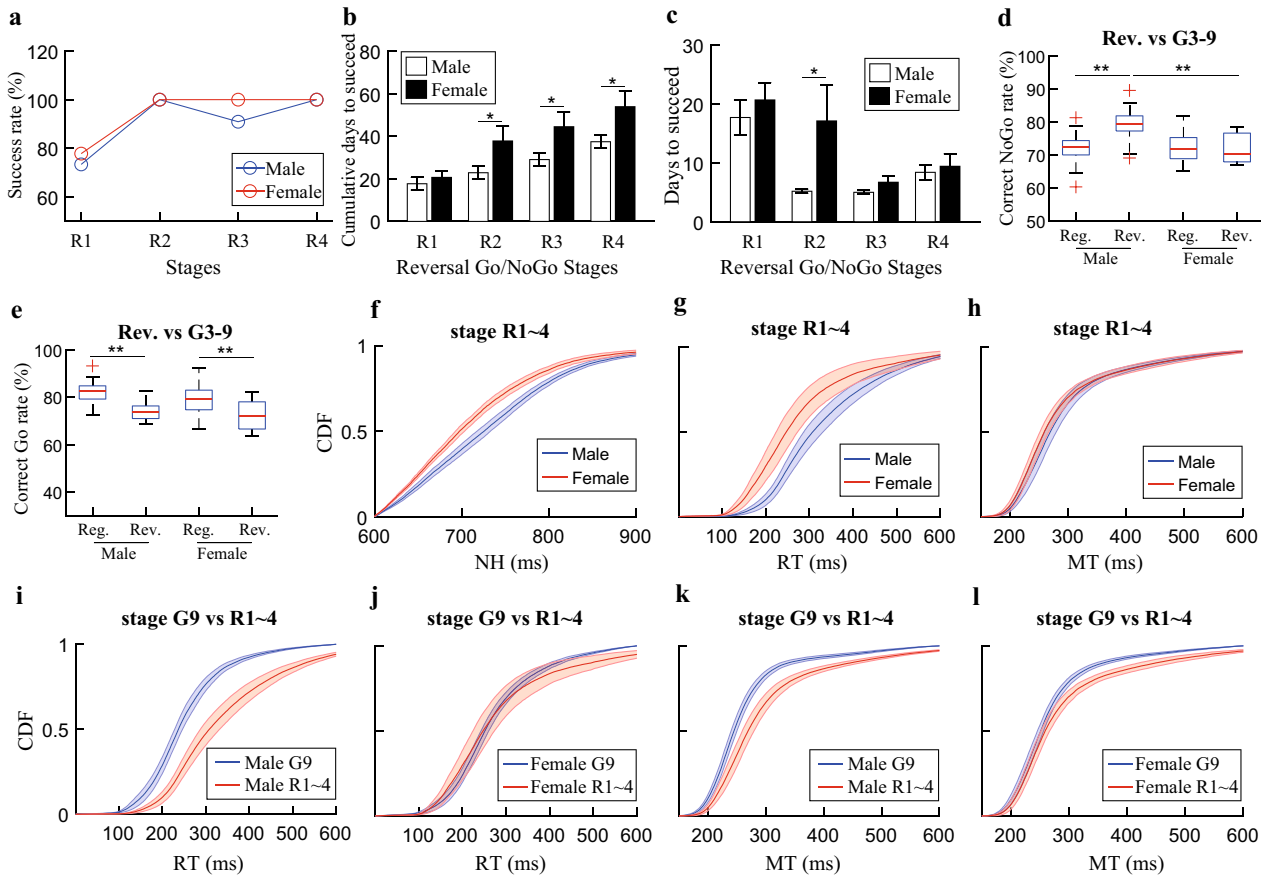 a
120
100
80
60
Success rate (%)
Male
Female
R1 R2 R3 R4
Stages
b
80
60
40
20
0
Cumulative days to succeed
Male
Female
* * *
R1 R2 R3 R4
Reversal Go/NoGo Stages
c
30
20
10
0
Days to succeed
*
Male
Female
R1 R2 R3 R4
Reversal Go/NoGo Stages
d
Rev. vs G3-9
100
90
80
70
60
50
Correct NoGo rate (%)
** **
Reg. Rev. Reg. Rev.
Male Female
e
Rev. vs G3-9
100
80
60
40
Correct Go rate (%)
** **
Reg. Rev. Reg. Rev.
Male Female
f
stage R1~4
1
0.5
0
CDF
Male
Female
600 700 800 900
NH (ms)
g
stage R1~4
Male
Female
100 200 300 400 500 600
RT (ms)
h
stage R1~4
Male
Female
200 300 400 500 600
MT (ms)
i
stage G9 vs R1~4
1
0.5
0
CDF
Male G9
Male R1~4
100 200 300 400 500 600
RT (ms)
j
stage G9 vs R1~4
Female G9
Female R1~4
100 200 300 400 500 600
RT (ms)
k
stage G9 vs R1~4
Male G9
Male R1~4
200 300 400 500 600
MT (ms)
l
stage G9 vs R1~4
Female G9
Female R1~4
200 300 400 500 600
MT (ms)